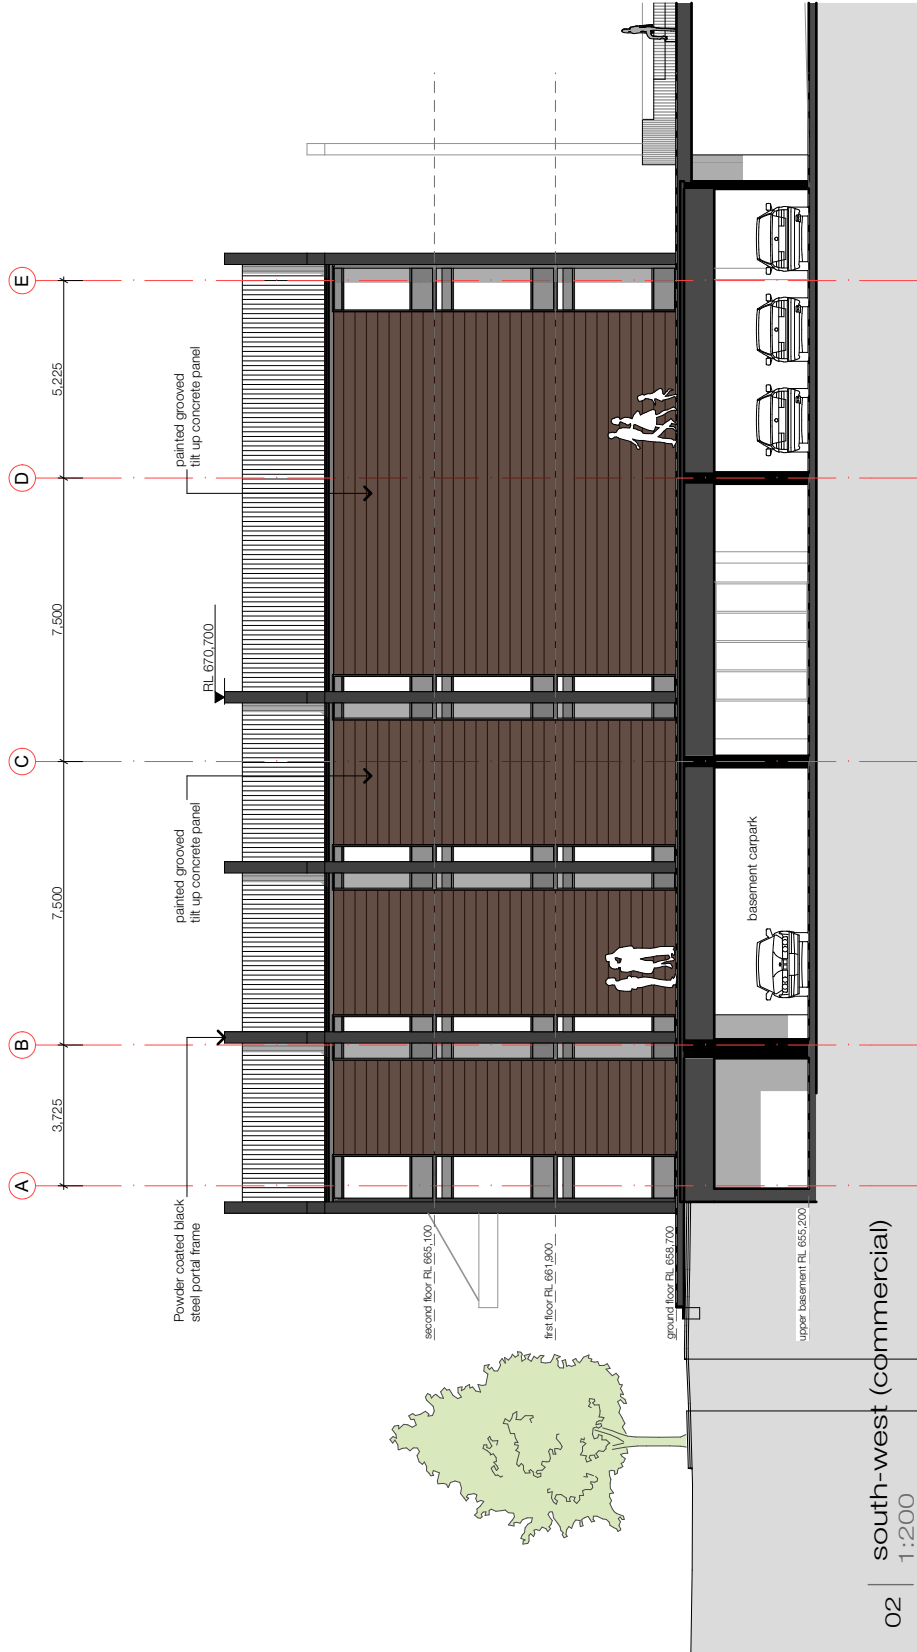 A
B
C
D
E
3,725
7,500
7,500
5,225
RL 670,700
Powder coated black
steel portal frame
painted grooved
tilt up concrete panel
painted grooved
tilt up concrete panel
second floor RL 665,100
first floor RL 661,900
ground floor RL 658,700
basement carpark
upper basement RL 655,200
02
south-west (commercial)
1:200